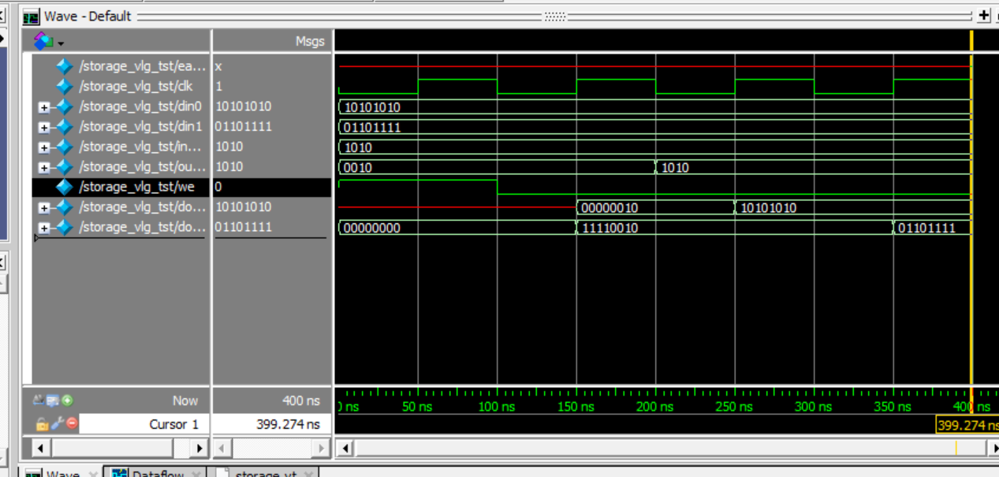 Wave - Default
Msgs
/storage_vlg_tst/ea... x
/storage_vlg_tst/clk 1
/storage_vlg_tst/din0 10101010 10101010
/storage_vlg_tst/din1 01101111 01101111
/storage_vlg_tst/in... 1010 1010
/storage_vlg_tst/ou... 1010 0010 1010
/storage_vlg_tst/we 0
/storage_vlg_tst/do... 10101010 00000010 10101010
/storage_vlg_tst/do... 01101111 00000000 11110010 01101111
Now 400 ns ns 50 ns 100 ns 150 ns 200 ns 250 ns 300 ns 350 ns 400 ns
Cursor 1 399.274 ns 399.274 ns
Wave Dataflow storage.vt